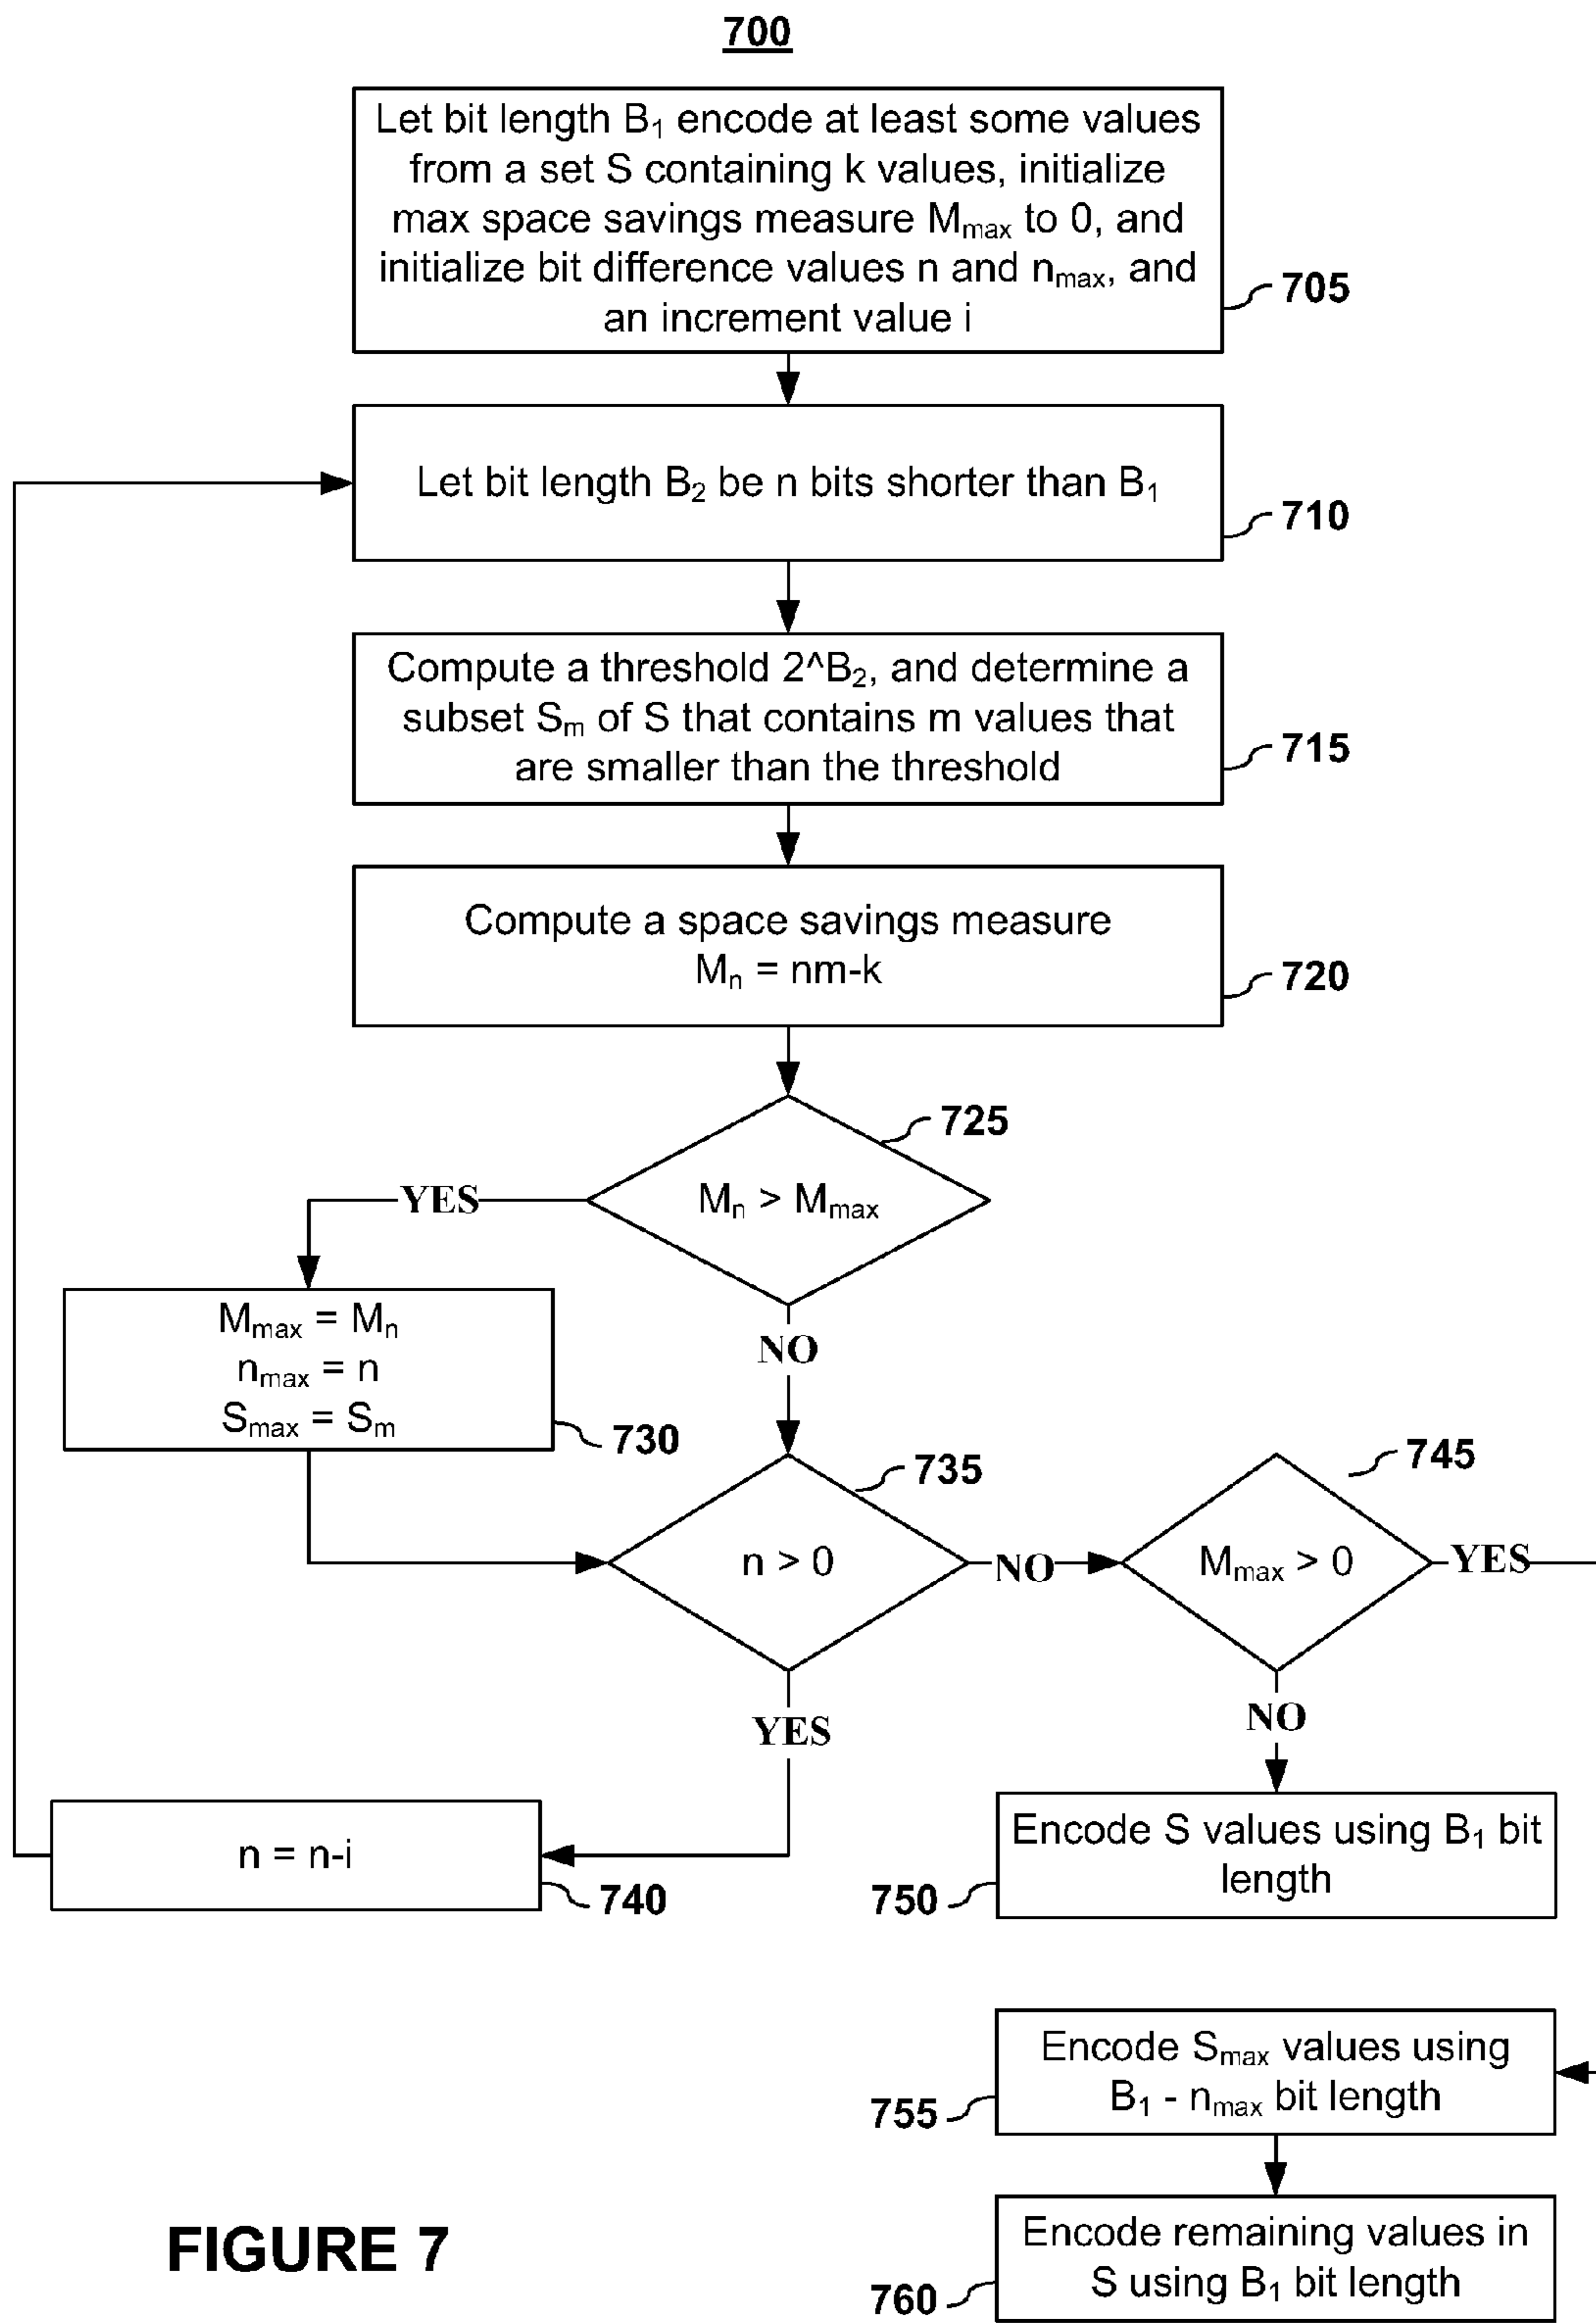 700
Let bit length B₁ encode at least some values
from a set S containing k values, initialize
max space savings measure Mₘₐₓ to 0, and
initialize bit difference values n and nₘₐₓ, and
an increment value i
705
Let bit length B₂ be n bits shorter than B₁
710
Compute a threshold 2^B₂, and determine a
subset Sₘ of S that contains m values that
are smaller than the threshold
715
Compute a space savings measure
Mₙ = nm-k
720
725
Mₙ > Mₘₐₓ
YES
NO
Mₘₐₓ = Mₙ
nₘₐₓ = n
Sₘₐₓ = Sₘ
730
735
n > 0
NO
YES
745
Mₘₐₓ > 0
YES
NO
n = n-i
740
Encode S values using B₁ bit
length
750
Encode Sₘₐₓ values using
B₁ - nₘₐₓ bit length
755
Encode remaining values in
S using B₁ bit length
760
FIGURE 7